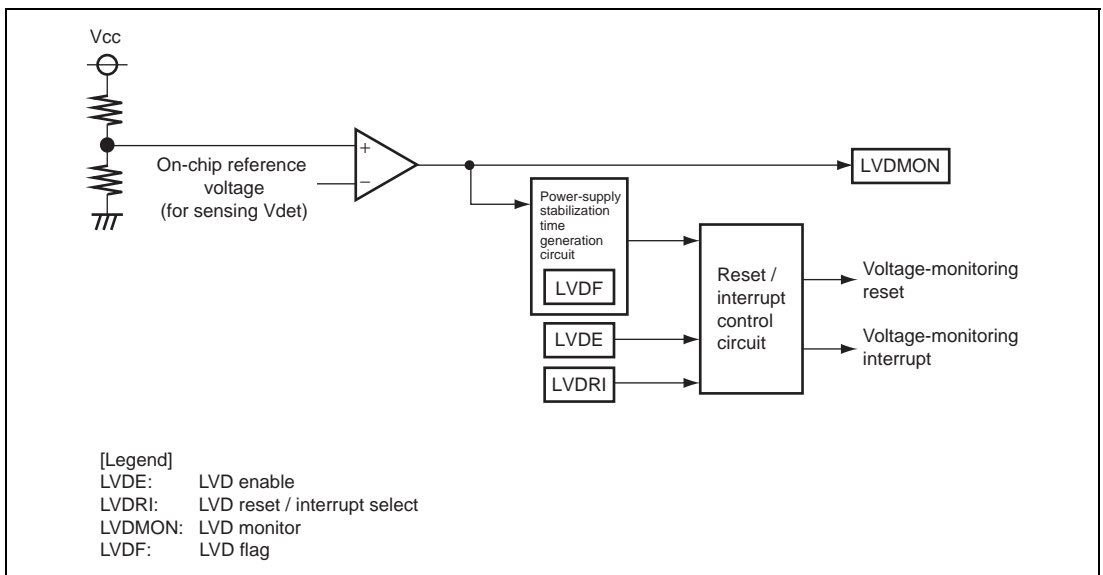 Vcc
On-chip reference
voltage
(for sensing Vdet)
+
−
LVDMON
Power-supply
stabilization
time
generation
circuit
LVDF
LVDE
LVDRI
Reset /
interrupt
control
circuit
Voltage-monitoring
reset
Voltage-monitoring
interrupt
[Legend]
LVDE: LVD enable
LVDRI: LVD reset / interrupt select
LVDMON: LVD monitor
LVDF: LVD flag